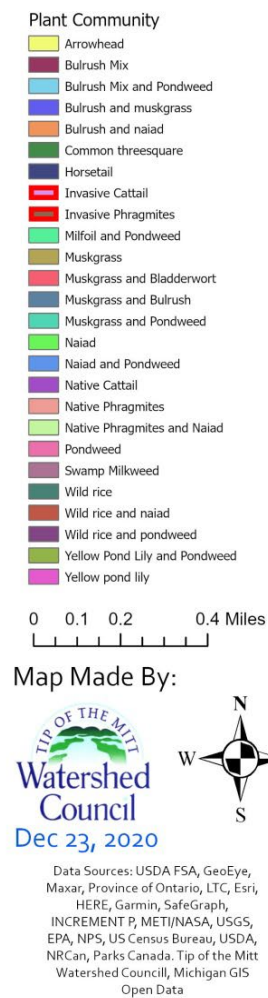 Plant Community
Arrowhead
Bulrush Mix
Bulrush Mix and Pondweed
Bulrush and muskgrass
Bulrush and naiad
Common threesquare
Horsetail
Invasive Cattail
Invasive Phragmites
Milfoil and Pondweed
Muskgrass
Muskgrass and Bladderwort
Muskgrass and Bulrush
Muskgrass and Pondweed
Naiad
Naiad and Pondweed
Native Cattail
Native Phragmites
Native Phragmites and Naiad
Pondweed
Swamp Milkweed
Wild rice
Wild rice and naiad
Wild rice and pondweed
Yellow Pond Lily and Pondweed
Yellow pond lily
0 0.1 0.2 0.4 Miles
Map Made By:
TIP OF THE MITT
Watershed
Council
Dec 23, 2020
N
W E
S
Data Sources: USDA FSA, GeoEye,
Maxar, Province of Ontario, LTC, Esri,
HERE, Garmin, SafeGraph,
INCREMENT P, METI/NASA, USGS,
EPA, NPS, US Census Bureau, USDA,
NRCan, Parks Canada. Tip of the Mitt
Watershed Councill, Michigan GIS
Open Data